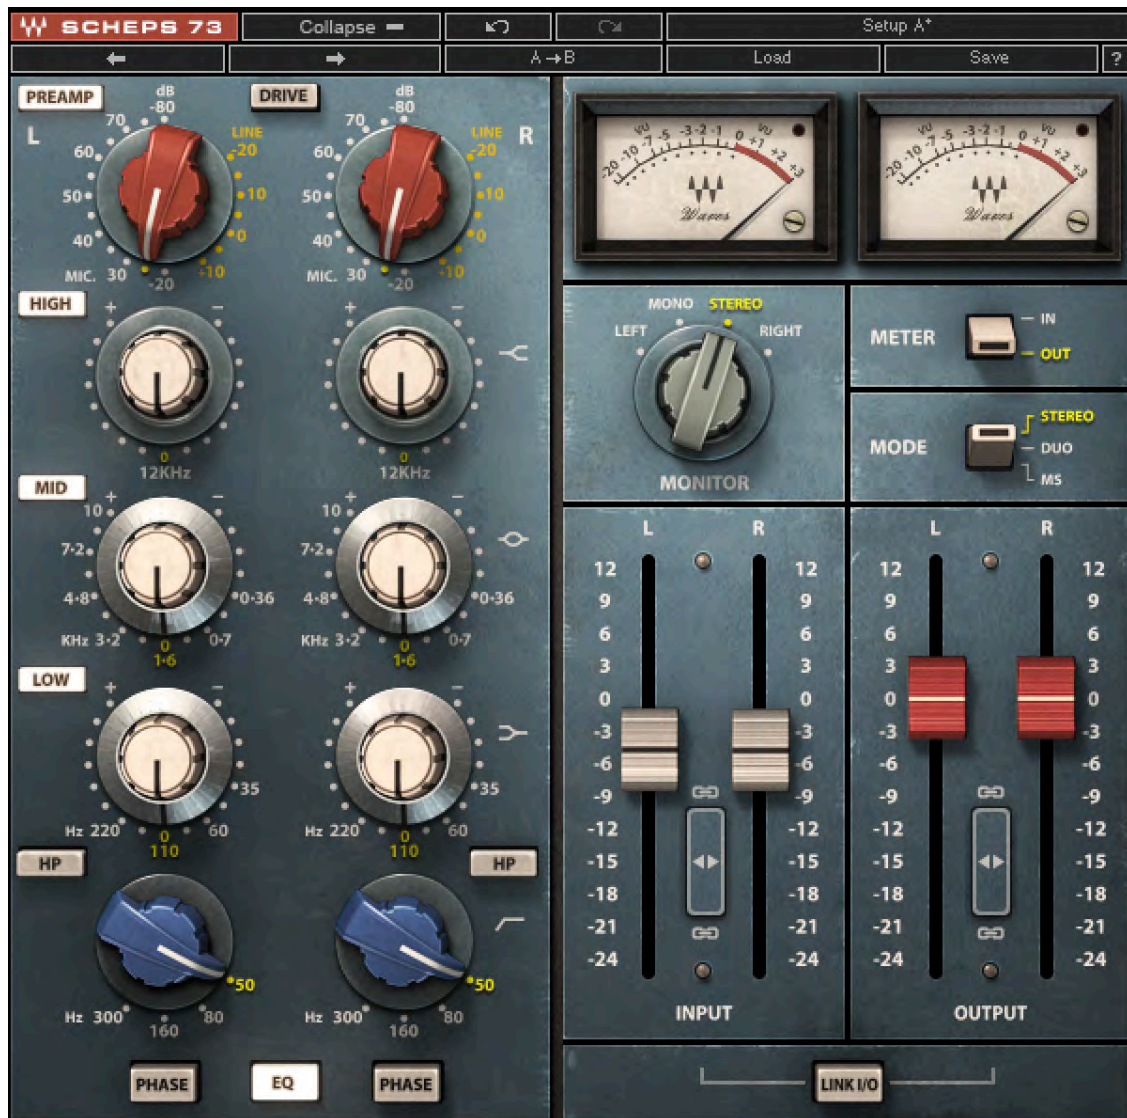 SCHEPS 73 Collapse Setup A*
A→B Load Save ?
PREAMP dB DRIVE dB
-80 -80
L R
70 70
60 LINE 60 LINE
-20 -20
50 -10 50 -10
40 0 40 0
MIC. 30 -20 +10 MIC. 30 -20 +10
HIGH
+ - + -
0 0
12KHz 12KHz
MID
+ - + -
10 10
7·2 7·2
4·8 0·36 4·8 0·36
KHz 3·2 0 0·7 KHz 3·2 0 0·7
1·6 1·6
LOW
+ - + -
35 35
Hz 220 0 60 Hz 220 0 60
110 110
HP HP
50 50
Hz 300 80 Hz 300 80
160 160
PHASE EQ PHASE
-20 -10 -7 -5 VU -3 -2 -1 0 +1 VU +2 +3
Waves
-20 -10 -7 -5 VU -3 -2 -1 0 +1 VU +2 +3
Waves
MONO STEREO
LEFT RIGHT
MONITOR
METER IN
OUT
MODE STEREO
DUO
MS
L R
12 12
9 9
6 6
3 3
0 0
-3 -3
-6 -6
-9 -9
-12 -12
-15 -15
-18 -18
-21 -21
-24 -24
INPUT
L R
12 12
9 9
6 6
3 3
0 0
-3 -3
-6 -6
-9 -9
-12 -12
-15 -15
-18 -18
-21 -21
-24 -24
OUTPUT
LINK I/O